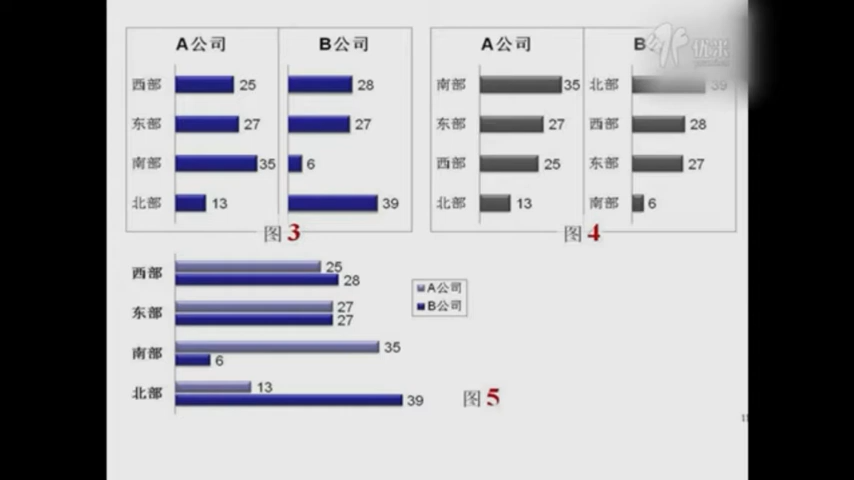 A公司
B公司
西部 25 28
东部 27 27
南部 35 6
北部 13 39
图3
A公司
B
南部 35 北部 39
东部 27 西部 28
西部 25 东部 27
北部 13 南部 6
图4
优米
西部 25
28
东部 27
27
南部 35
6
北部 13
39
A公司
B公司
图5